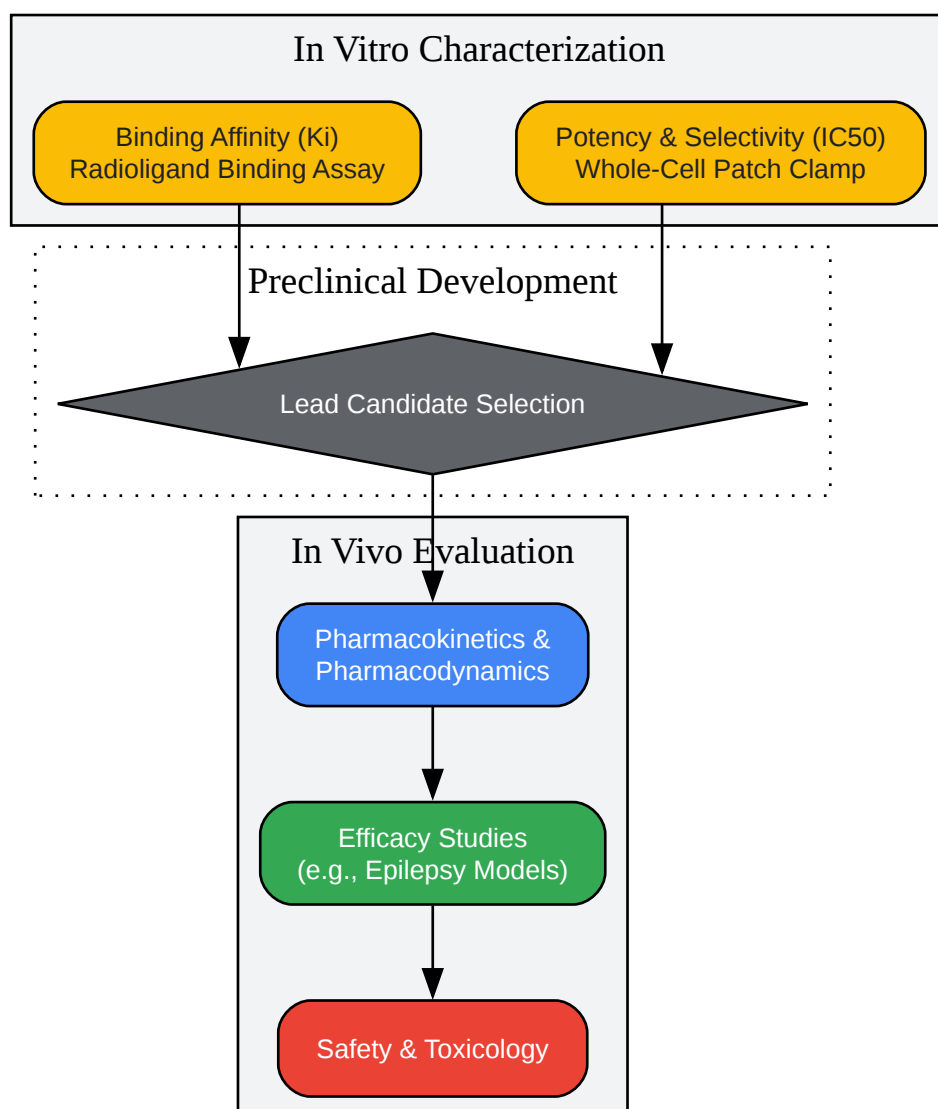 In Vitro Characterization
Binding Affinity (Ki)
Radioligand Binding Assay
Potency & Selectivity (IC50)
Whole-Cell Patch Clamp
Preclinical Development
Lead Candidate Selection
In Vivo Evaluation
Pharmacokinetics &
Pharmacodynamics
Efficacy Studies
(e.g., Epilepsy Models)
Safety & Toxicology